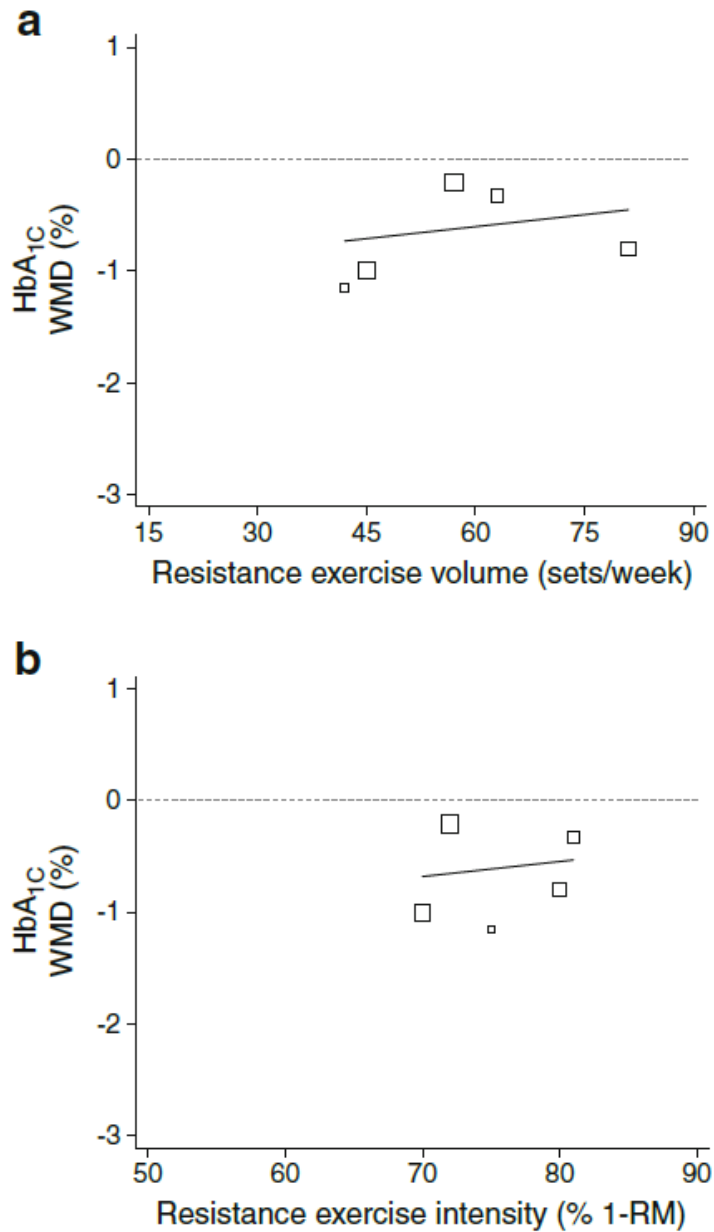 a
1
0
-1
-2
-3
HbA1C
WMD (%)
15 30 45 60 75 90
Resistance exercise volume (sets/week)
b
1
0
-1
-2
-3
HbA1C
WMD (%)
50 60 70 80 90
Resistance exercise intensity (% 1-RM)